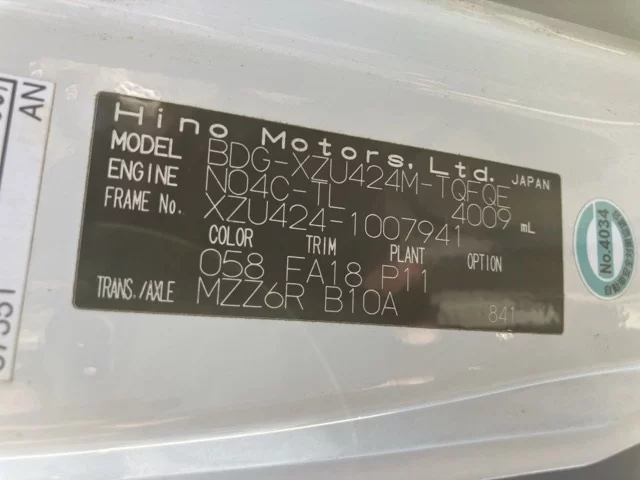 Hino Motors, Ltd. JAPAN
MODEL BDG-XZU424M-TQFQE
ENGINE N04C-TL 4009 mL
FRAME No. XZU424-1007941
COLOR TRIM PLANT OPTION
058 FA18 P11
TRANS./AXLE MZZ6R B10A 841
No.4034
AN